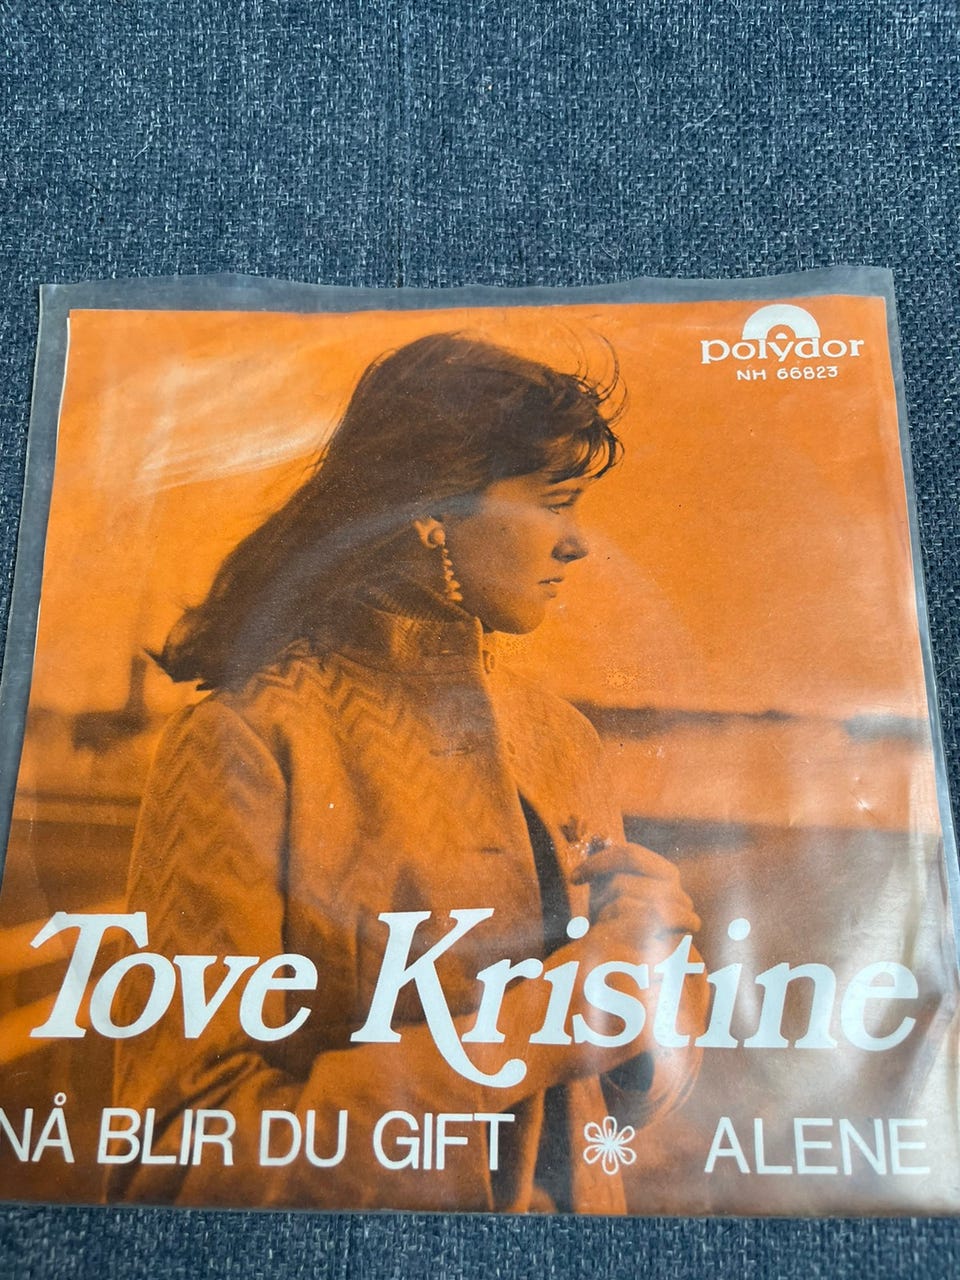 polydor
NH 66823
Tove Kristine
NÅ BLIR DU GIFT ALENE